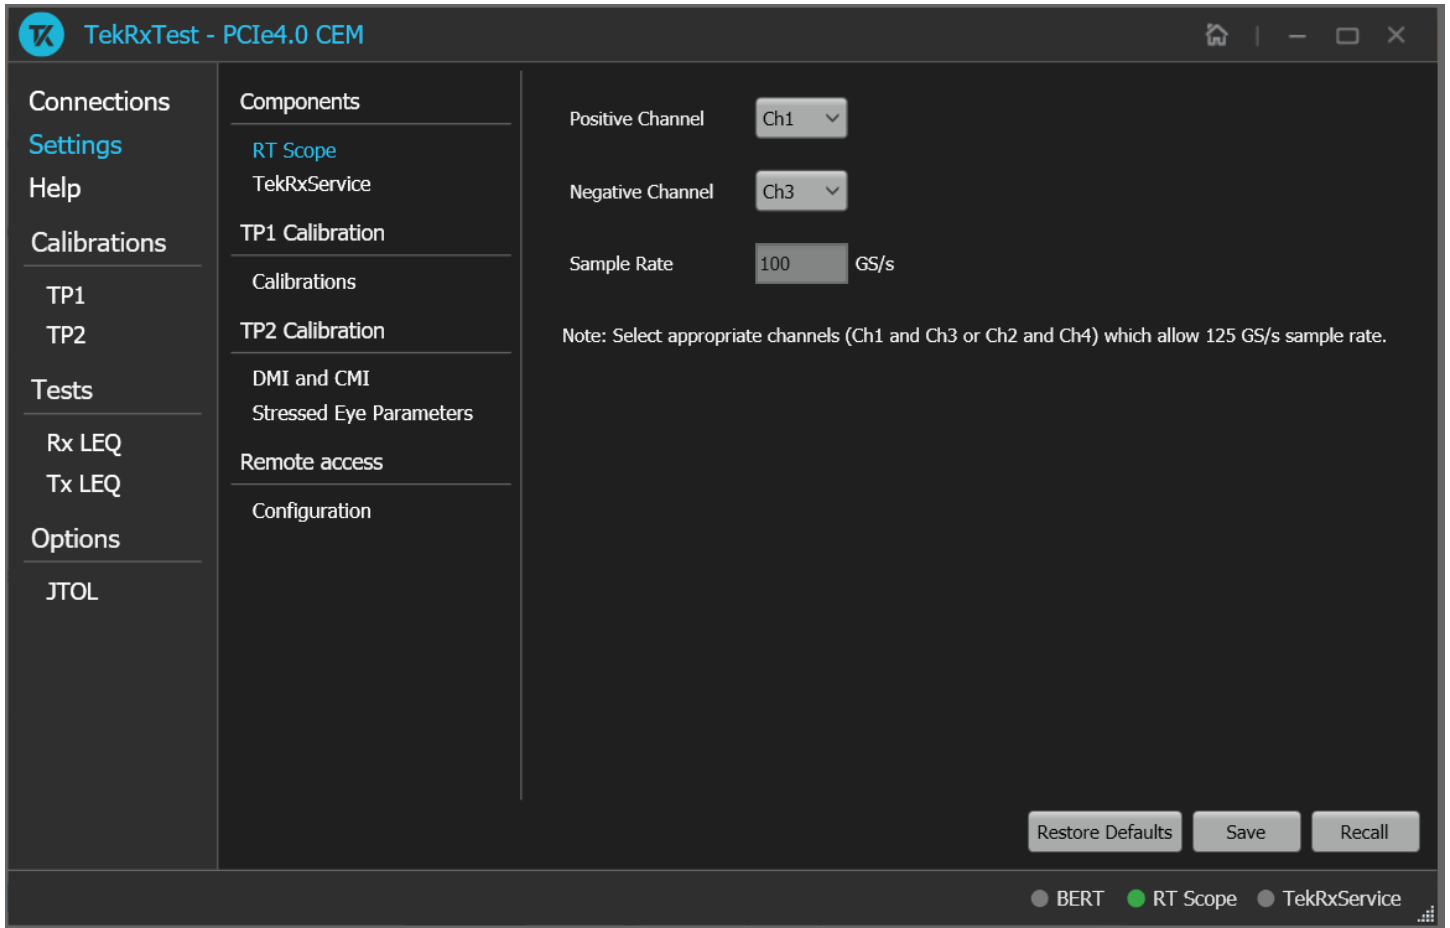 TekRxTest - PCIe4.0 CEM
Connections
Settings
Help
Calibrations
TP1
TP2
Tests
Rx LEQ
Tx LEQ
Options
JTOL
Components
RT Scope
TekRxService
TP1 Calibration
Calibrations
TP2 Calibration
DMI and CMI
Stressed Eye Parameters
Remote access
Configuration
Positive Channel Ch1
Negative Channel Ch3
Sample Rate 100 GS/s
Note: Select appropriate channels (Ch1 and Ch3 or Ch2 and Ch4) which allow 125 GS/s sample rate.
Restore Defaults Save Recall
BERT RT Scope TekRxService